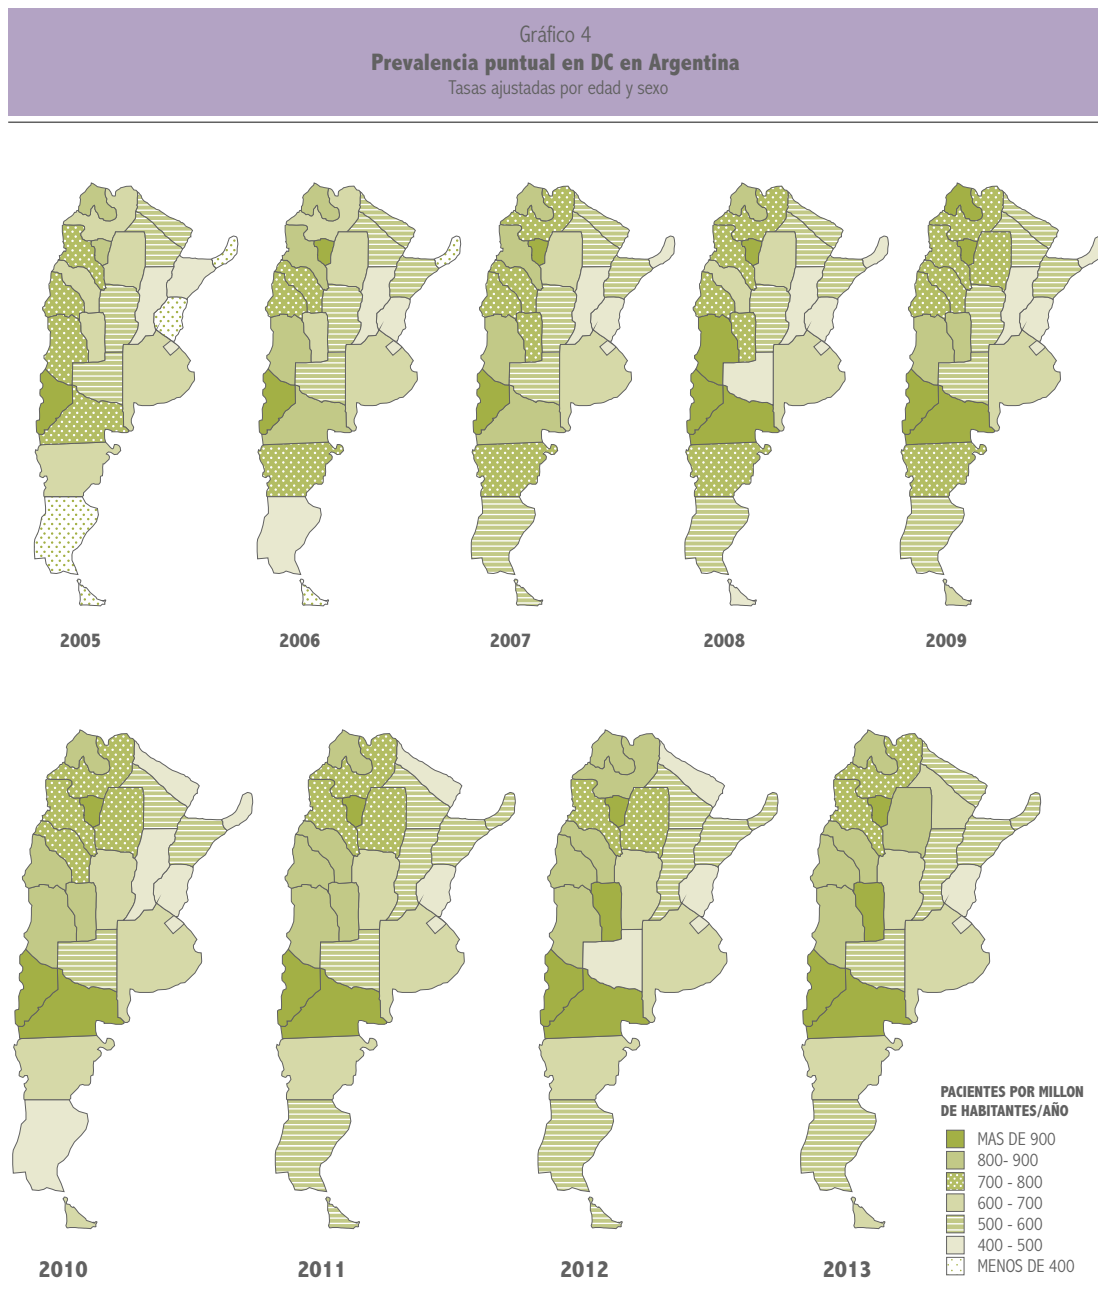 Gráfico 4
Prevalencia puntual en DC en Argentina
Tasas ajustadas por edad y sexo
2005
2006
2007
2008
2009
2010
2011
2012
2013
PACIENTES POR MILLON
DE HABITANTES/AÑO
MAS DE 900
800- 900
700 - 800
600 - 700
500 - 600
400 - 500
MENOS DE 400